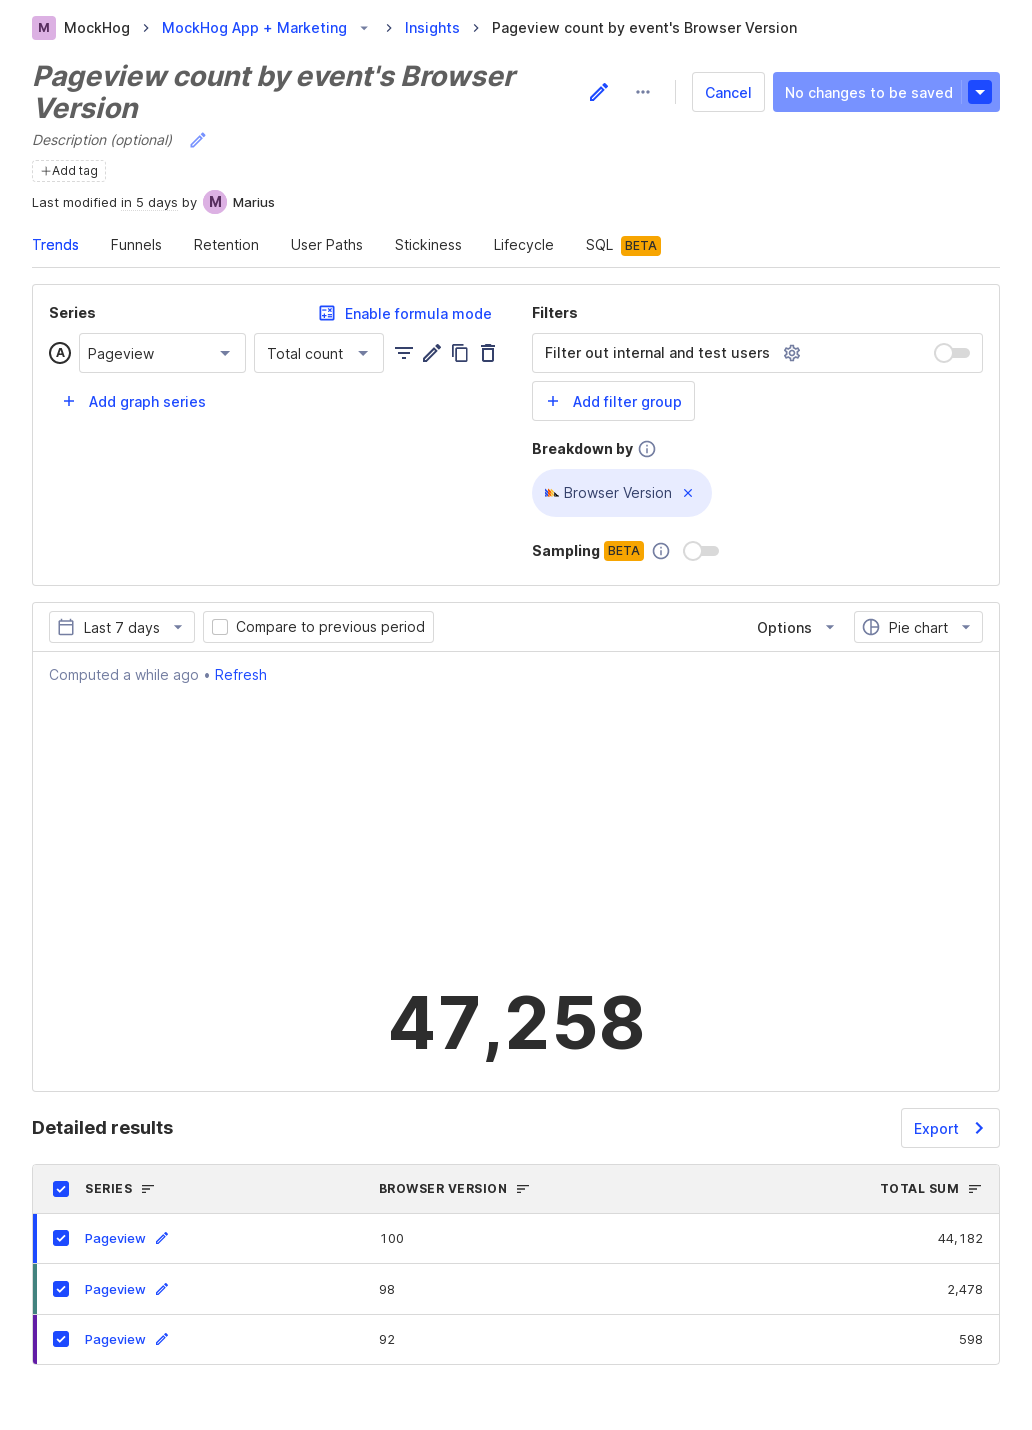 M MockHog MockHog App + Marketing Insights Pageview count by event's Browser Version
Pageview count by event's Browser
Version
Cancel No changes to be saved
Description (optional)
Add tag
Last modified in 5 days by M Marius
Trends Funnels Retention User Paths Stickiness Lifecycle SQL BETA
Series Enable formula mode
A Pageview Total count
Add graph series
Filters
Filter out internal and test users
Add filter group
Breakdown by
Browser Version
Sampling BETA
Last 7 days Compare to previous period Options Pie chart
Computed a while ago • Refresh
47,258
Detailed results Export
SERIES BROWSER VERSION TOTAL SUM
Pageview 100 44,182
Pageview 98 2,478
Pageview 92 598